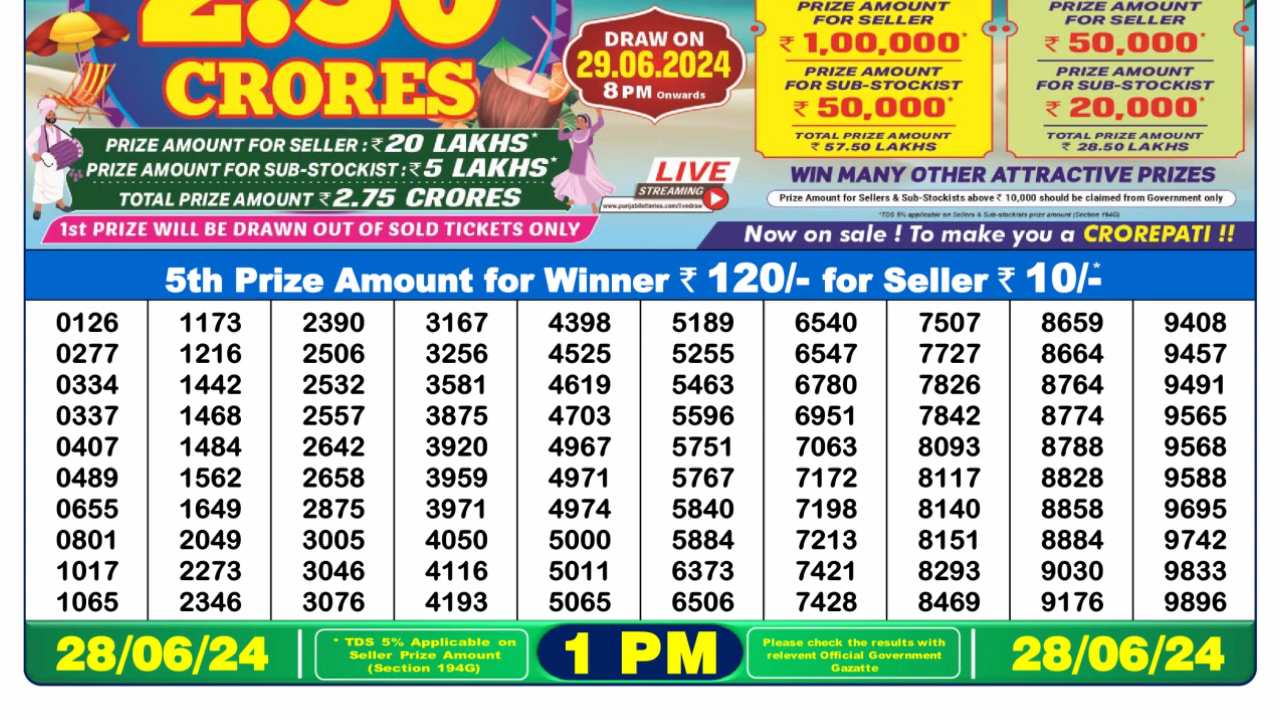 2.50
CRORES
PRIZE AMOUNT FOR SELLER : ₹ 20 LAKHS*
PRIZE AMOUNT FOR SUB-STOCKIST : ₹ 5 LAKHS*
TOTAL PRIZE AMOUNT ₹ 2.75 CRORES
1st PRIZE WILL BE DRAWN OUT OF SOLD TICKETS ONLY
DRAW ON
29.06.2024
8 PM Onwards
LIVE
STREAMING
www.punjablotteries.com/livedraw
PRIZE AMOUNT
FOR SELLER
₹ 1,00,000*
PRIZE AMOUNT
FOR SUB-STOCKIST
₹ 50,000*
TOTAL PRIZE AMOUNT
₹ 57.50 LAKHS
PRIZE AMOUNT
FOR SELLER
₹ 50,000*
PRIZE AMOUNT
FOR SUB-STOCKIST
₹ 20,000*
TOTAL PRIZE AMOUNT
₹ 28.50 LAKHS
WIN MANY OTHER ATTRACTIVE PRIZES
Prize Amount for Sellers & Sub-Stockists above ₹ 10,000 should be claimed from Government only
*TDS 5% applicable on Sellers & Sub-stockists prize amount (Section 194G)
Now on sale ! To make you a CROREPATI !!
5th Prize Amount for Winner ₹ 120/- for Seller ₹ 10/-*
0126 1173 2390 3167 4398 5189 6540 7507 8659 9408
0277 1216 2506 3256 4525 5255 6547 7727 8664 9457
0334 1442 2532 3581 4619 5463 6780 7826 8764 9491
0337 1468 2557 3875 4703 5596 6951 7842 8774 9565
0407 1484 2642 3920 4967 5751 7063 8093 8788 9568
0489 1562 2658 3959 4971 5767 7172 8117 8828 9588
0655 1649 2875 3971 4974 5840 7198 8140 8858 9695
0801 2049 3005 4050 5000 5884 7213 8151 8884 9742
1017 2273 3046 4116 5011 6373 7421 8293 9030 9833
1065 2346 3076 4193 5065 6506 7428 8469 9176 9896
28/06/24
* TDS 5% Applicable on
Seller Prize Amount
(Section 194G)
1 PM
Please check the results with
relevent Official Government
Gazatte
28/06/24